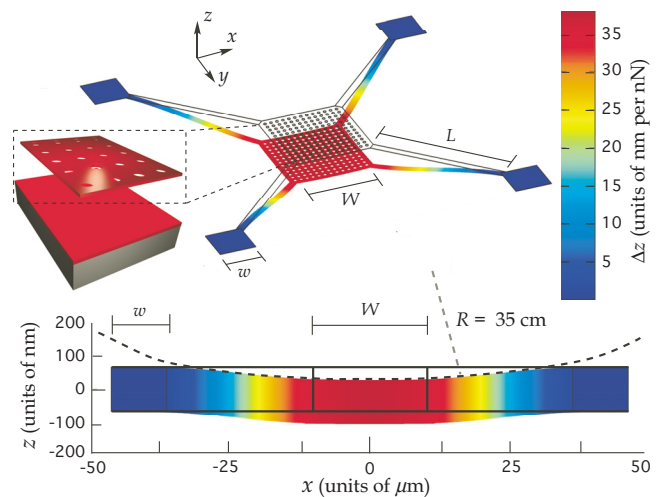 z
x
y
L
W
w
35
30
25
20
15
10
5
Δz (units of nm per nN)
w
W
R = 35 cm
200
100
0
-100
-200
z (units of nm)
-50
-25
0
25
50
x (units of μm)